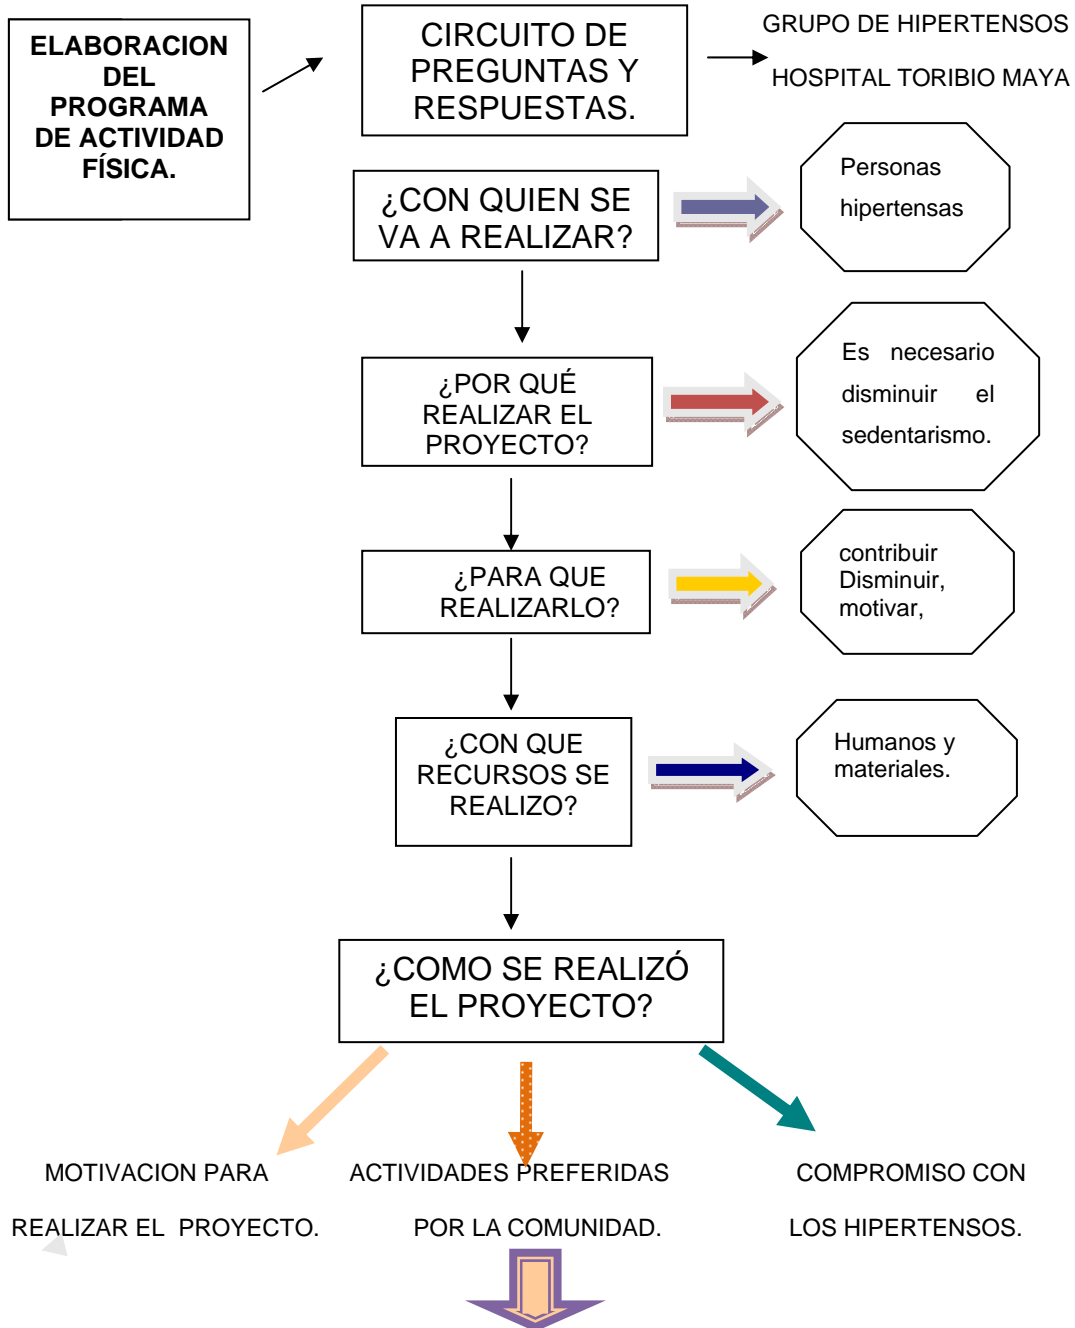 ELABORACION
DEL
PROGRAMA
DE ACTIVIDAD
FÍSICA.
CIRCUITO DE
PREGUNTAS Y
RESPUESTAS.
GRUPO DE HIPERTENSOS
HOSPITAL TORIBIO MAYA
¿CON QUIEN SE
VA A REALIZAR?
Personas
hipertensas
¿POR QUÉ
REALIZAR EL
PROYECTO?
Es necesario
disminuir el
sedentarismo.
¿PARA QUE
REALIZARLO?
contribuir
Disminuir,
motivar,
¿CON QUE
RECURSOS SE
REALIZO?
Humanos y
materiales.
¿COMO SE REALIZÓ
EL PROYECTO?
MOTIVACION PARA
REALIZAR EL PROYECTO.
ACTIVIDADES PREFERIDAS
POR LA COMUNIDAD.
COMPROMISO CON
LOS HIPERTENSOS.